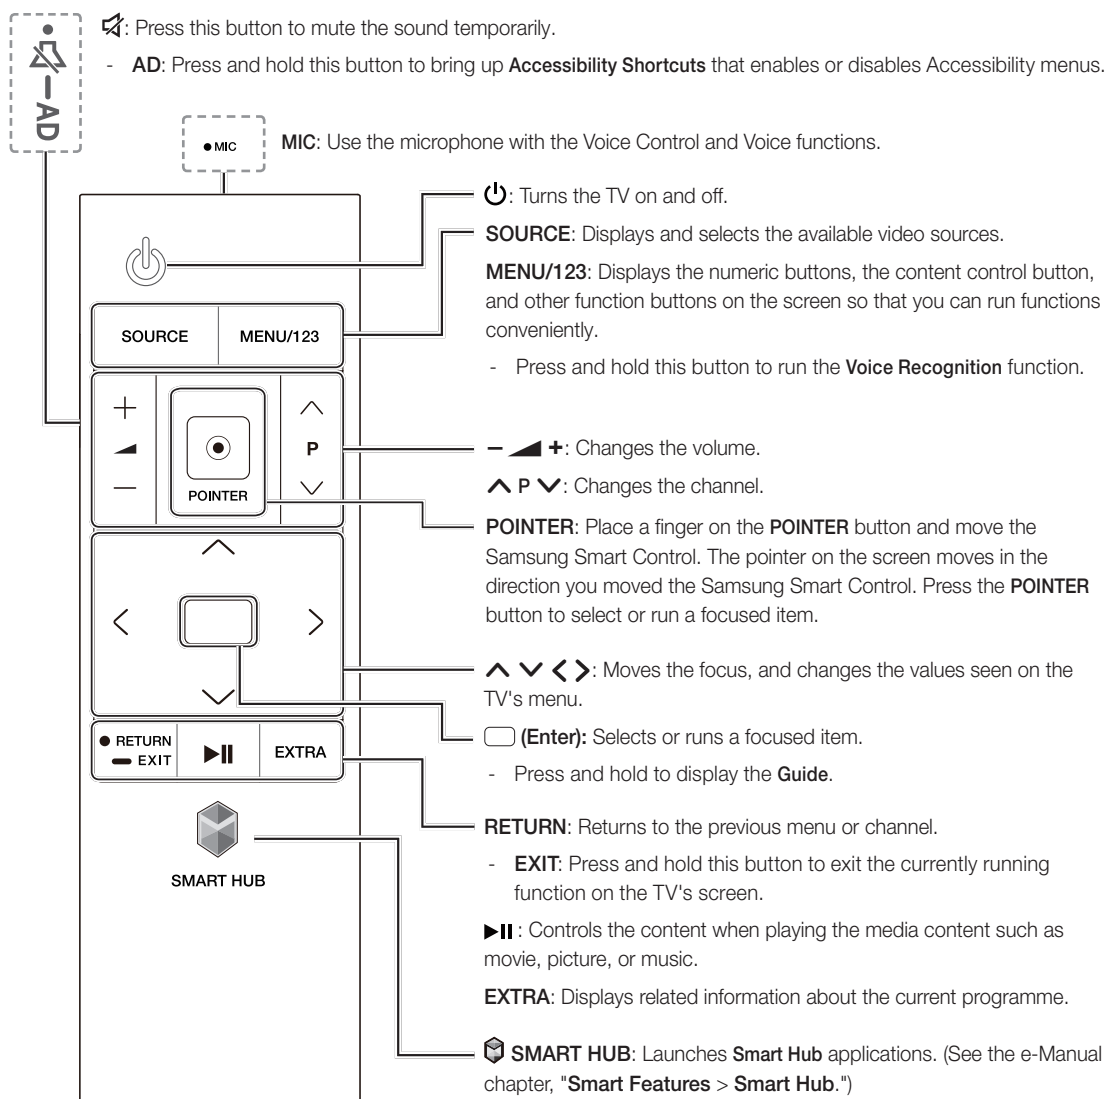 : Press this button to mute the sound temporarily.
- AD: Press and hold this button to bring up Accessibility Shortcuts that enables or disables Accessibility menus.
AD
MIC
MIC: Use the microphone with the Voice Control and Voice functions.
: Turns the TV on and off.
SOURCE: Displays and selects the available video sources.
MENU/123: Displays the numeric buttons, the content control button,
and other function buttons on the screen so that you can run functions
conveniently.
- Press and hold this button to run the Voice Recognition function.
SOURCE
MENU/123
+
P
—
POINTER
− +: Changes the volume.
P : Changes the channel.
POINTER: Place a finger on the POINTER button and move the
Samsung Smart Control. The pointer on the screen moves in the
direction you moved the Samsung Smart Control. Press the POINTER
button to select or run a focused item.
: Moves the focus, and changes the values seen on the
TV's menu.
(Enter): Selects or runs a focused item.
- Press and hold to display the Guide.
RETURN
EXIT
EXTRA
RETURN: Returns to the previous menu or channel.
- EXIT: Press and hold this button to exit the currently running
function on the TV's screen.
: Controls the content when playing the media content such as
movie, picture, or music.
EXTRA: Displays related information about the current programme.
SMART HUB
SMART HUB: Launches Smart Hub applications. (See the e-Manual
chapter, "Smart Features > Smart Hub.")